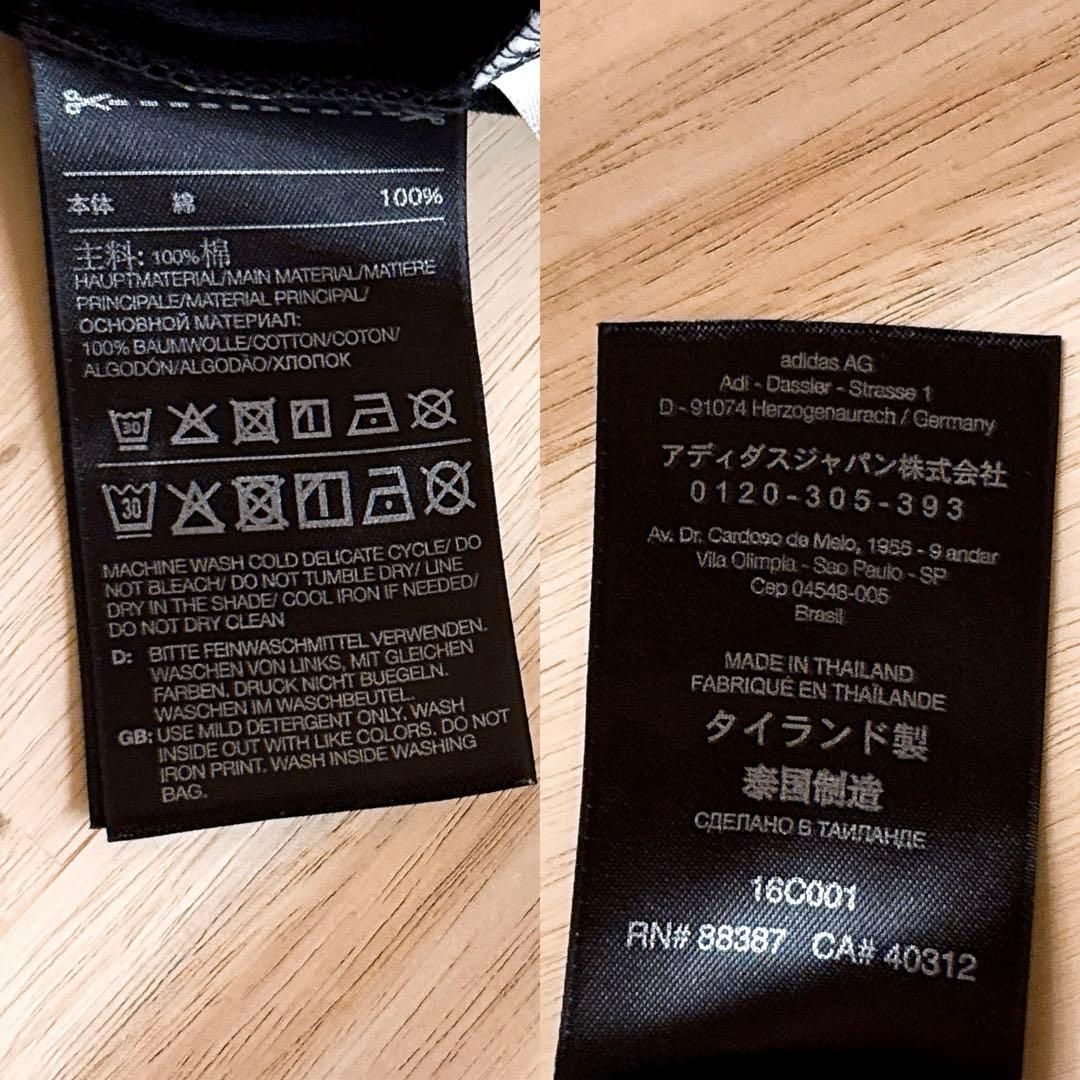 本体 綿 100%
主料: 100%棉
HAUPTMATERIAL/MAIN MATERIAL/MATIERE
PRINCIPALE/MATERIAL PRINCIPAL/
ОСНОВНОЙ МАТЕРИАЛ:
100% BAUMWOLLE/COTTON/COTON/
ALGODÓN/ALGODÃO/ХЛОПОК
30
30
MACHINE WASH COLD DELICATE CYCLE/ DO
NOT BLEACH/ DO NOT TUMBLE DRY/ LINE
DRY IN THE SHADE/ COOL IRON IF NEEDED/
DO NOT DRY CLEAN
D: BITTE FEINWASCHMITTEL VERWENDEN.
WASCHEN VON LINKS, MIT GLEICHEN
FARBEN, DRUCK NICHT BUEGELN.
WASCHEN IM WASCHBEUTEL.
GB: USE MILD DETERGENT ONLY. WASH
INSIDE OUT WITH LIKE COLORS. DO NOT
IRON PRINT. WASH INSIDE WASHING
BAG.
adidas AG
Adi - Dassler - Strasse 1
D - 91074 Herzogenaurach / Germany
アディダスジャパン株式会社
0120-305-393
Av. Dr. Cardoso de Melo, 1955 - 9 andar
Vila Olimpia - Sao Paulo - SP
Cep 04548-005
Brasil
MADE IN THAILAND
FABRIQUÉ EN THAÏLANDE
タイランド製
泰国制造
СДЕЛАНО В ТАИЛАНДЕ
16C001
RN# 88387 CA# 40312